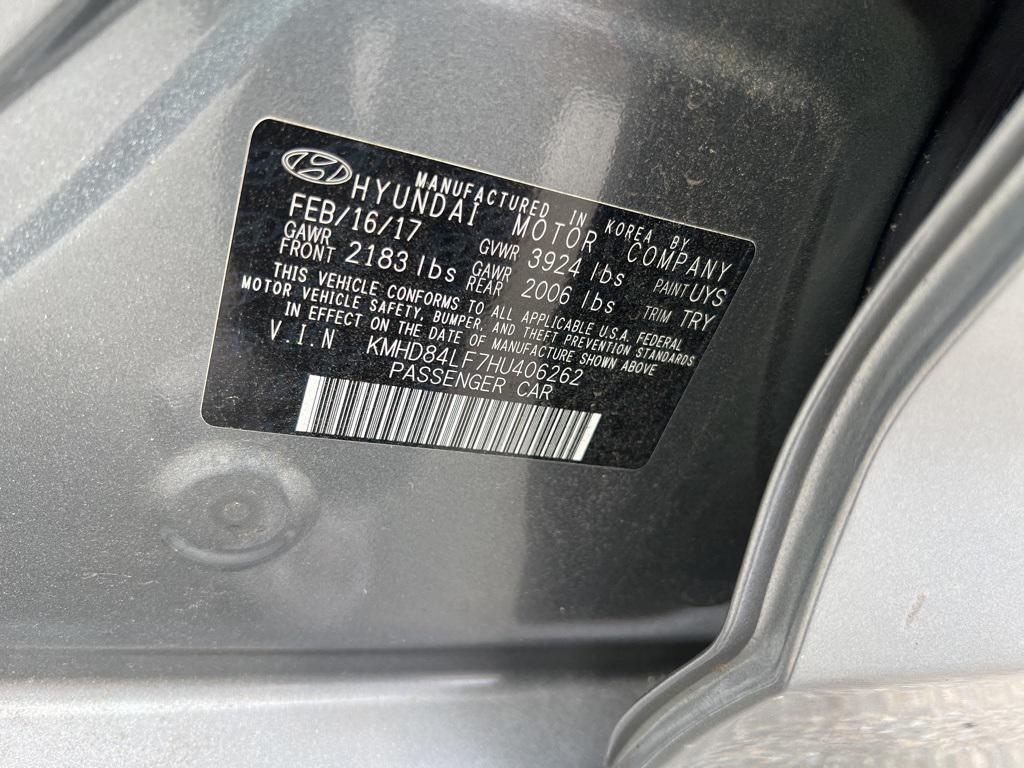 MANUFACTURED IN KOREA BY
HYUNDAI MOTOR COMPANY
FEB/16/17 GVWR 3924 lbs PAINT UYS
GAWR FRONT 2183 lbs GAWR REAR 2006 lbs TRIM TRY
THIS VEHICLE CONFORMS TO ALL APPLICABLE U.S.A. FEDERAL
MOTOR VEHICLE SAFETY, BUMPER, AND THEFT PREVENTION STANDARDS
IN EFFECT ON THE DATE OF MANUFACTURE SHOWN ABOVE
V.I.N KMHD84LF7HU406262
PASSENGER CAR